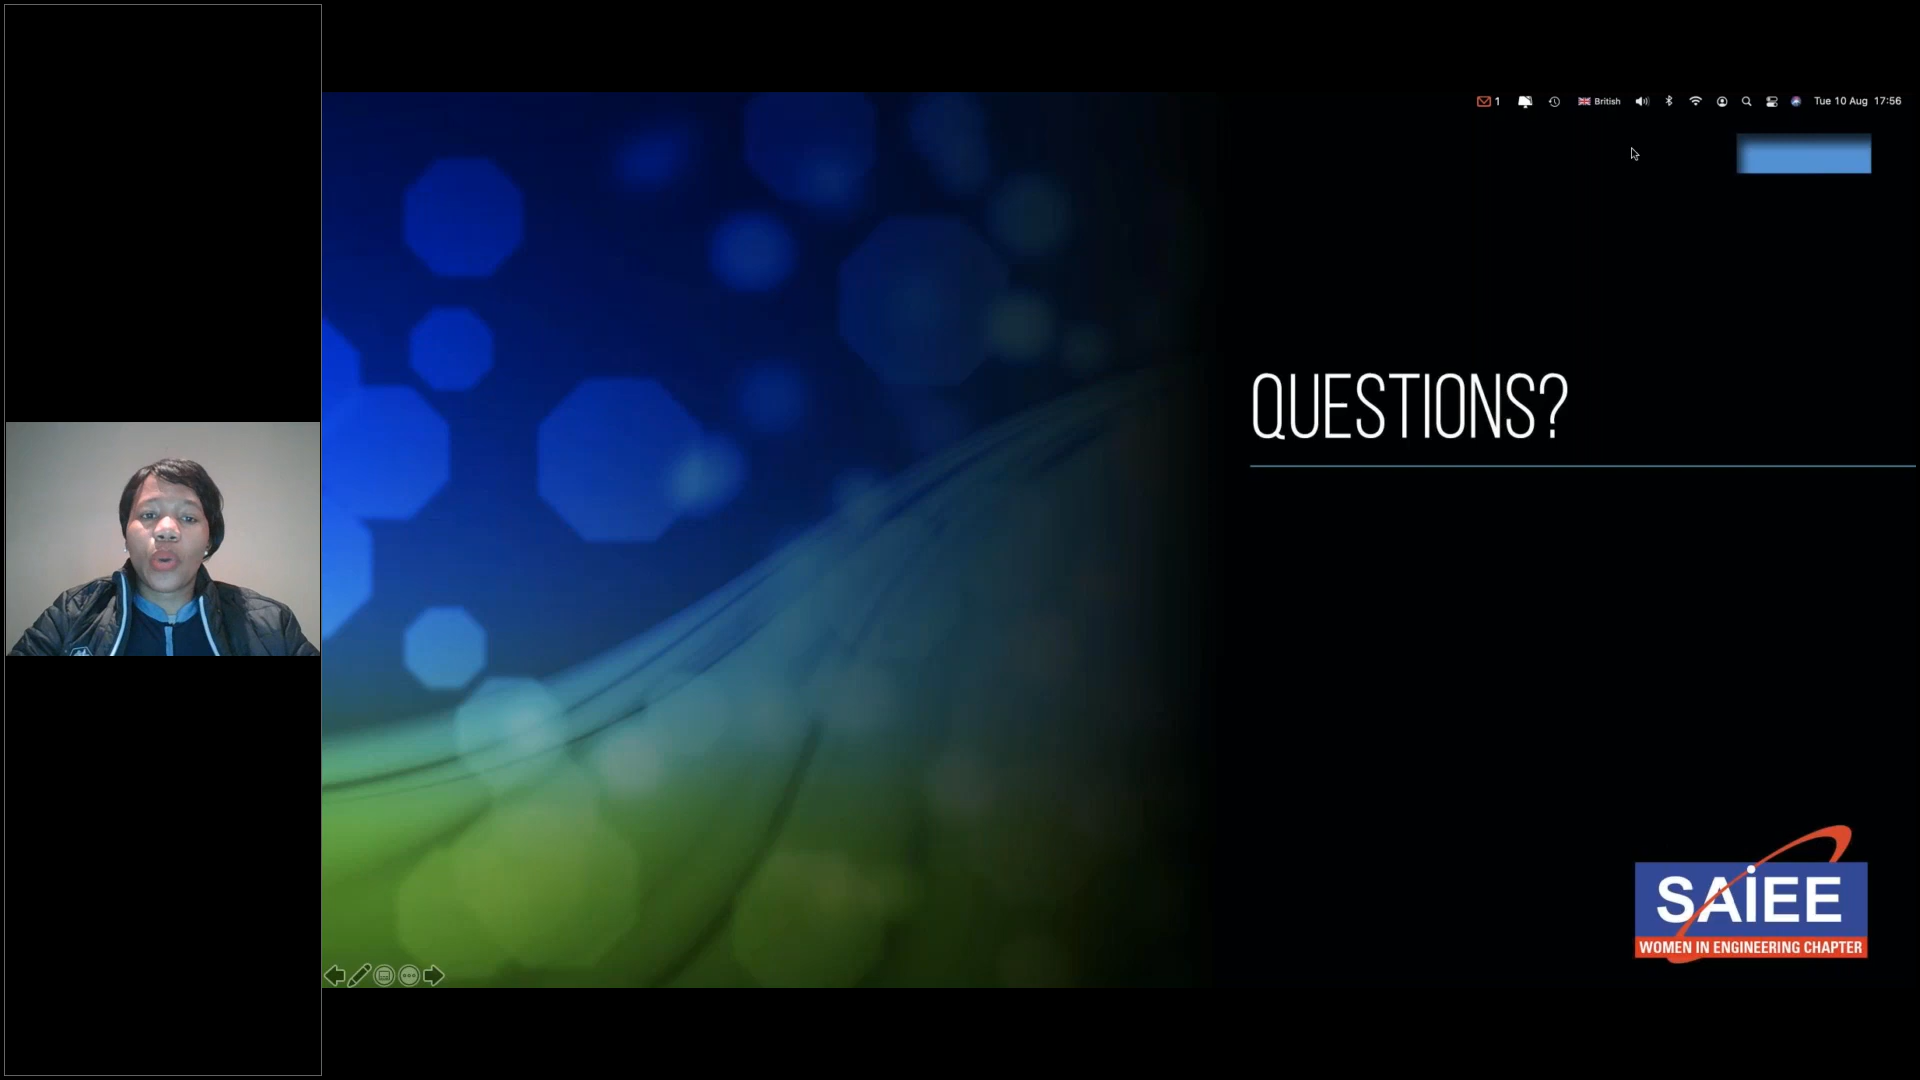 1 British Tue 10 Aug 17:56
QUESTIONS?
SAiEE
WOMEN IN ENGINEERING CHAPTER